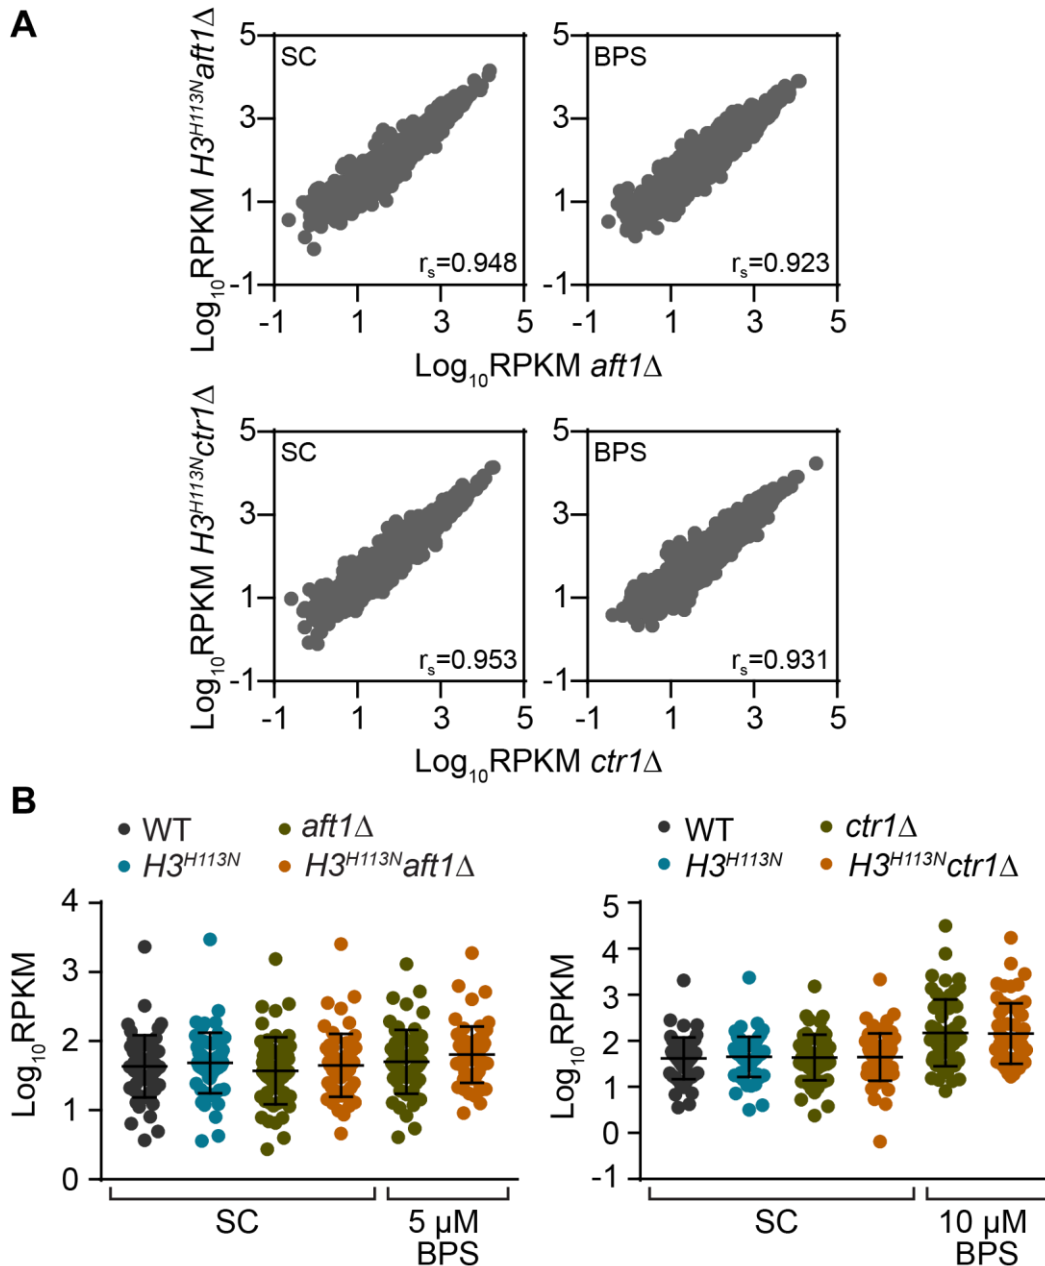 A
Log10RPKM H3H113Naft1Δ
5
3
1
-1
SC
rs=0.948
-1 1 3 5
5
3
1
-1
BPS
rs=0.923
-1 1 3 5
Log10RPKM aft1Δ
Log10RPKM H3H113Nctr1Δ
5
3
1
-1
SC
rs=0.953
-1 1 3 5
5
3
1
-1
BPS
rs=0.931
-1 1 3 5
Log10RPKM ctr1Δ
B
WT aft1Δ
H3H113N H3H113Naft1Δ
Log10RPKM
4
3
2
1
0
SC 5 μM
BPS
WT ctr1Δ
H3H113N H3H113Nctr1Δ
Log10RPKM
5
4
3
2
1
0
-1
SC 10 μM
BPS